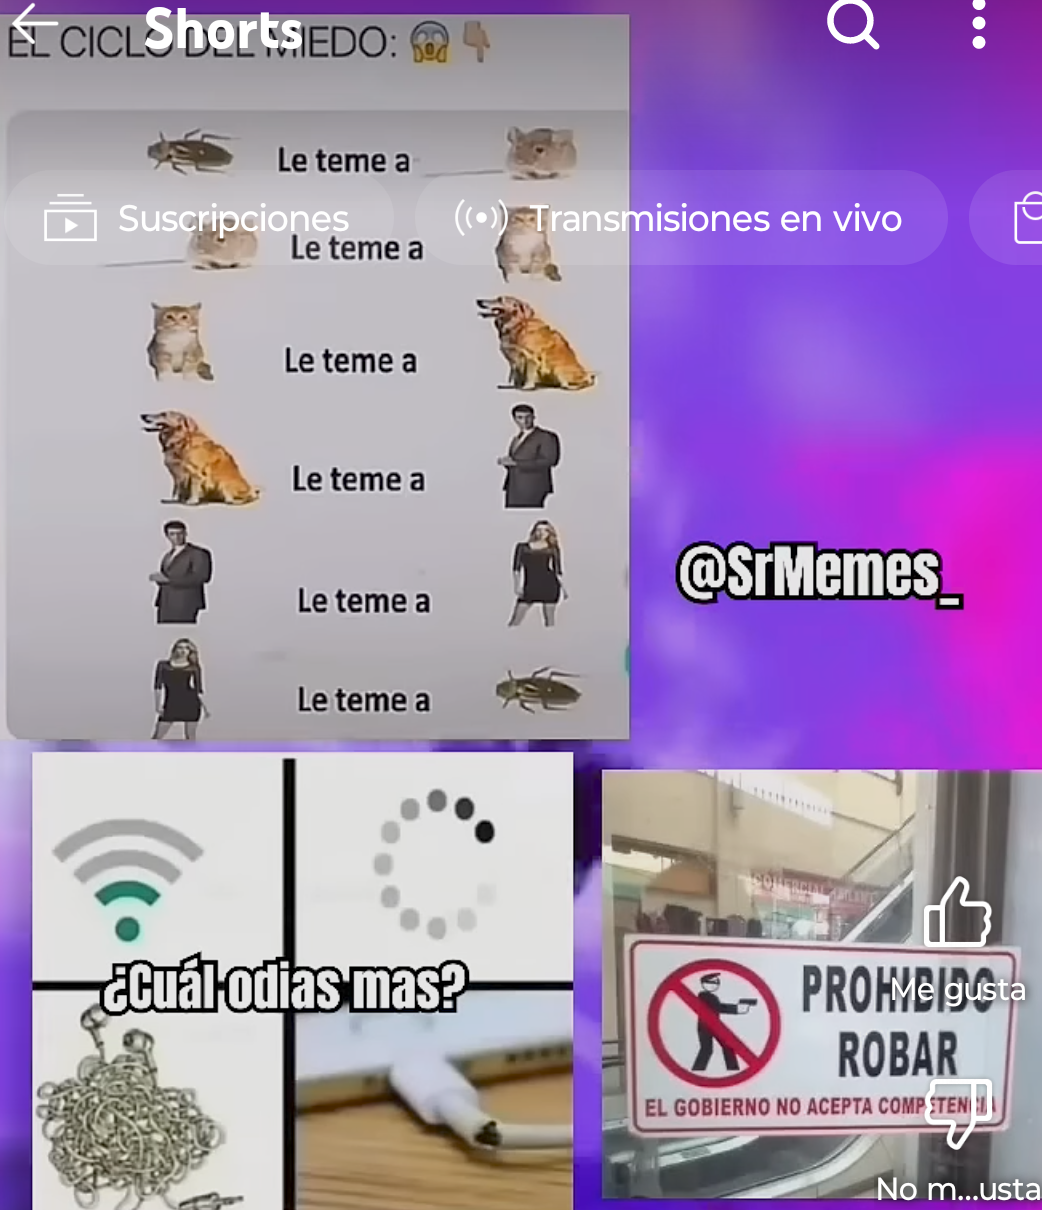 Shorts
EL CICLO DEL MIEDO: 😱 👇
Le teme a
Suscripciones
Transmisiones en vivo
Le teme a
Le teme a
Le teme a
Le teme a
@SrMemes_
Le teme a
¿Cuál odias mas?
PROHIBIDO
Me gusta
ROBAR
EL GOBIERNO NO ACEPTA COMPETENCIA
No m...usta